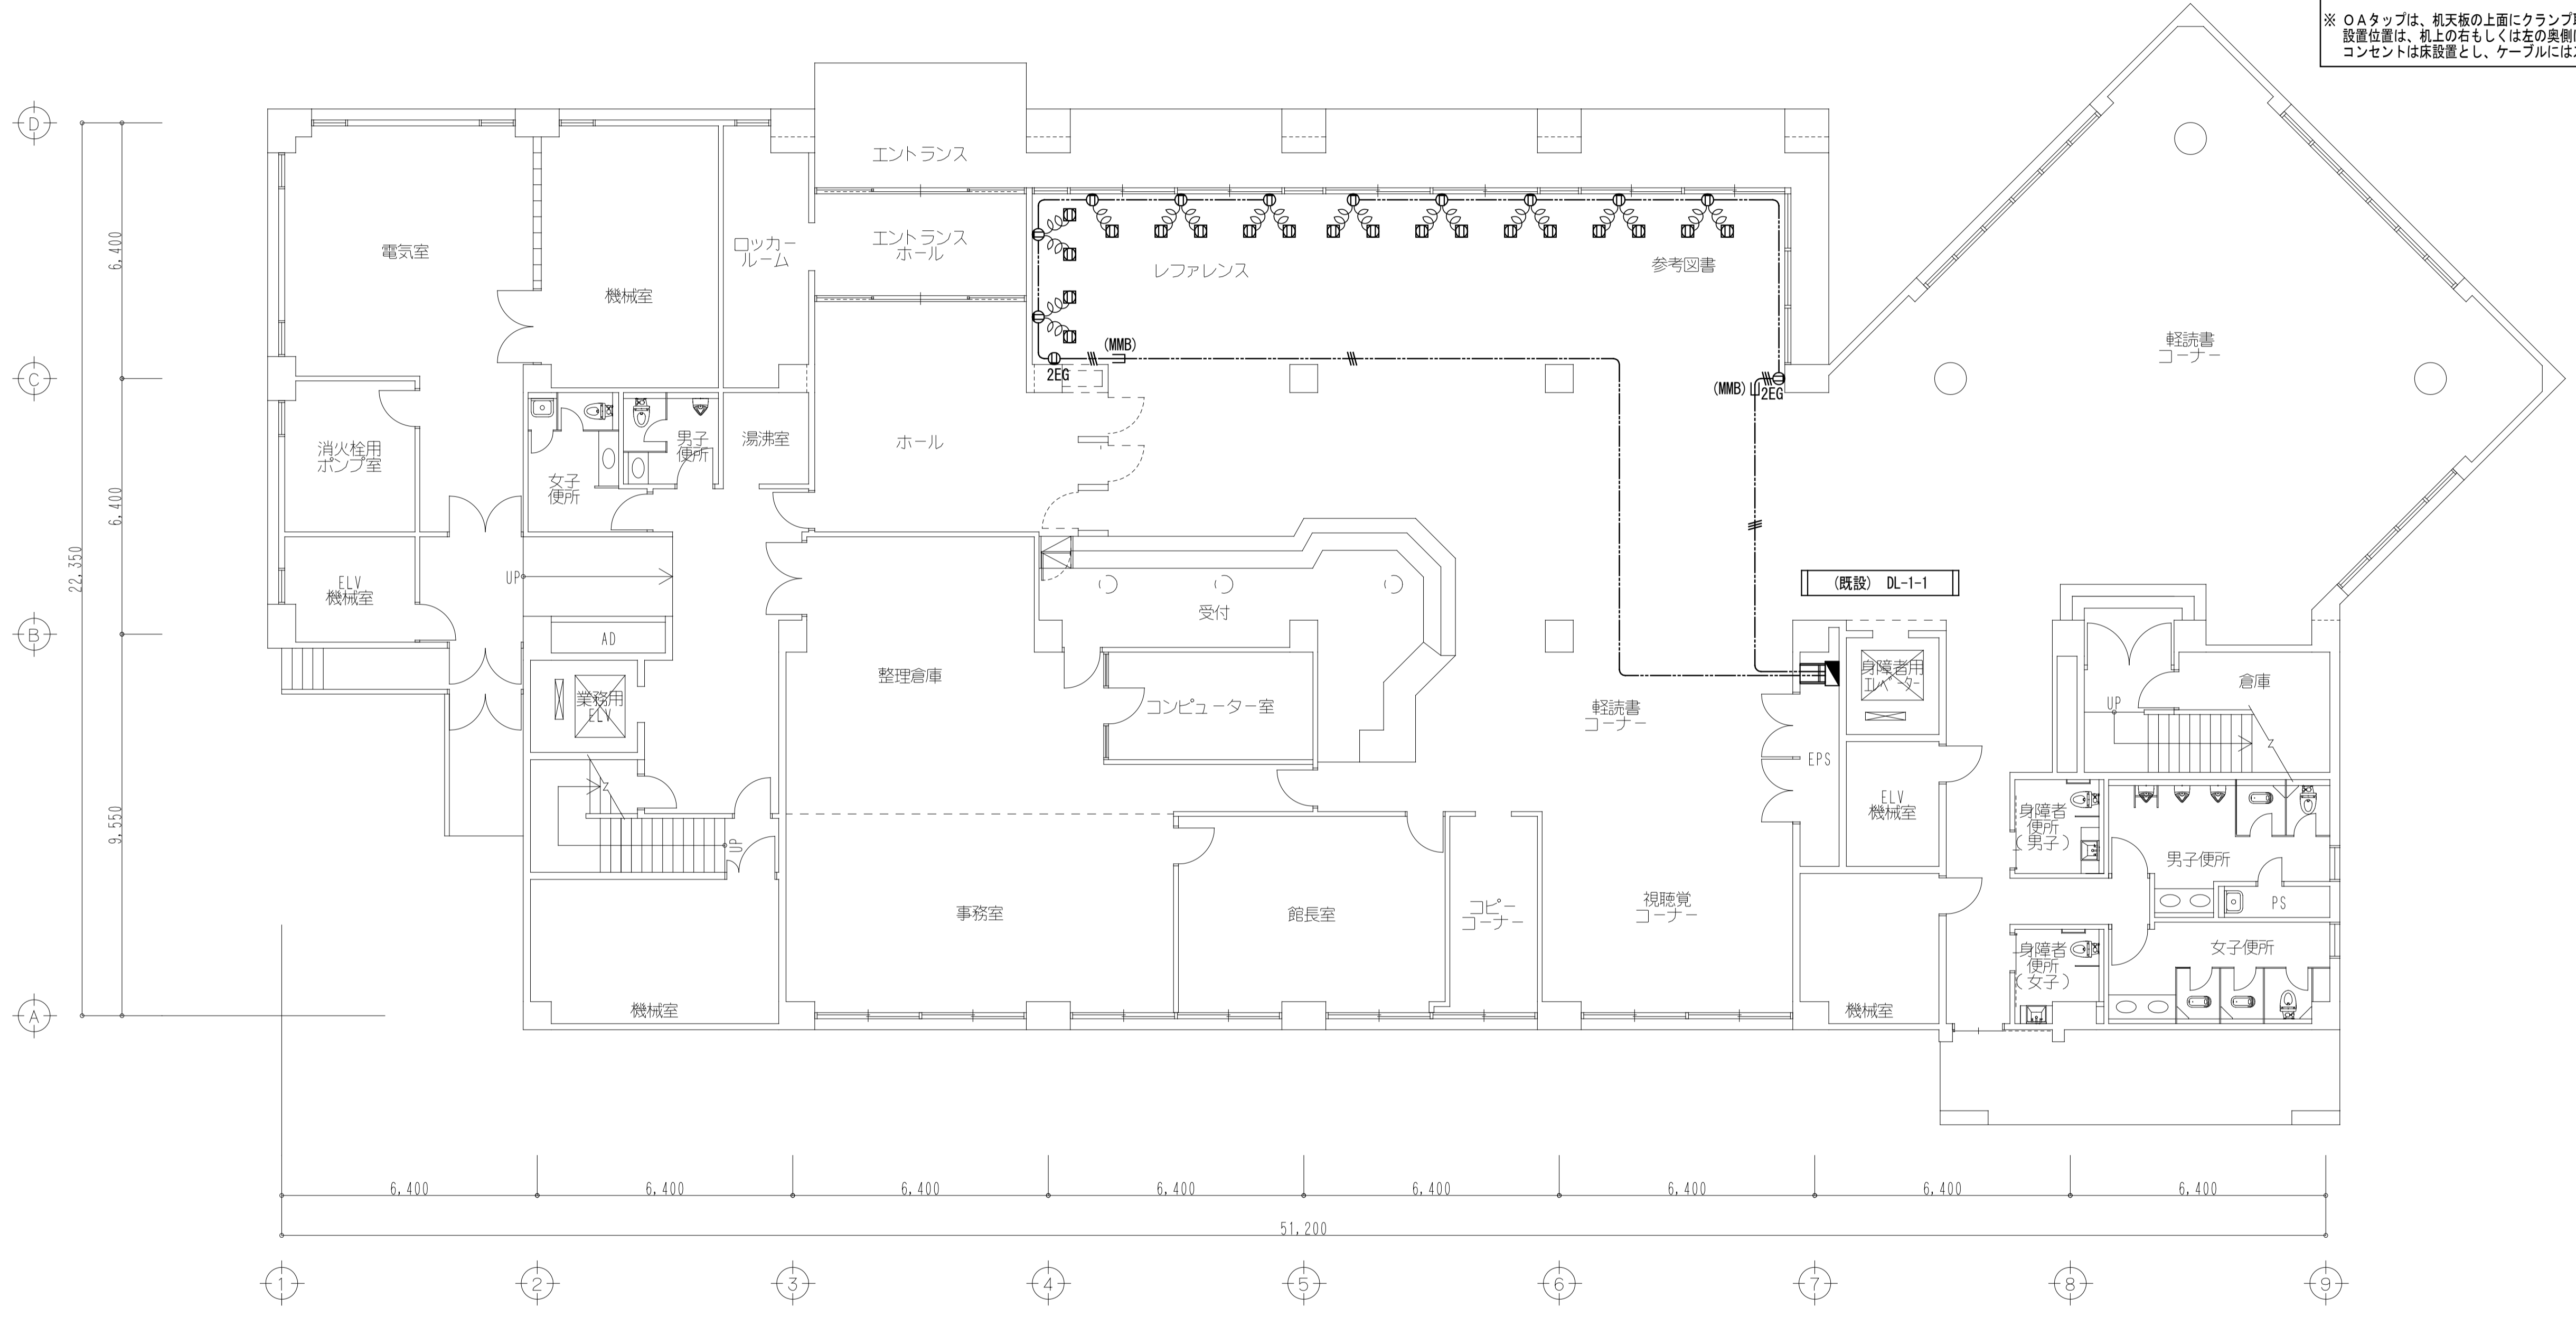 ※ ＯＡタップは、机天板の上面にクランプ
設置位置は、机上の右もしくは左の奥側
コンセントは床設置とし、ケーブルには
D
エントランス
6,400
電気室
ロッカー
ルーム
エントランス
ホール
レファレンス
参考図書
機械室
軽読書
コーナー
(MMB)
2EG
C
(MMB)
2EG
消火栓用
ポンプ室
男子
便所
湯沸室
ホール
女子
便所
6,400
22,350
ELV
機械室
UP
(既設) DL-1-1
受付
B
AD
整理倉庫
身障者用
エレベーター
倉庫
業務用
ELV
コンピューター室
軽読書
コーナー
UP
EPS
9,550
UP
ELV
機械室
身障者
便所
(男子)
男子便所
事務室
館長室
コピー
コーナー
視聴覚
コーナー
PS
身障者
便所
(女子)
女子便所
機械室
機械室
A
6,400
6,400
6,400
6,400
6,400
6,400
6,400
6,400
51,200
1
2
3
4
5
6
7
8
9